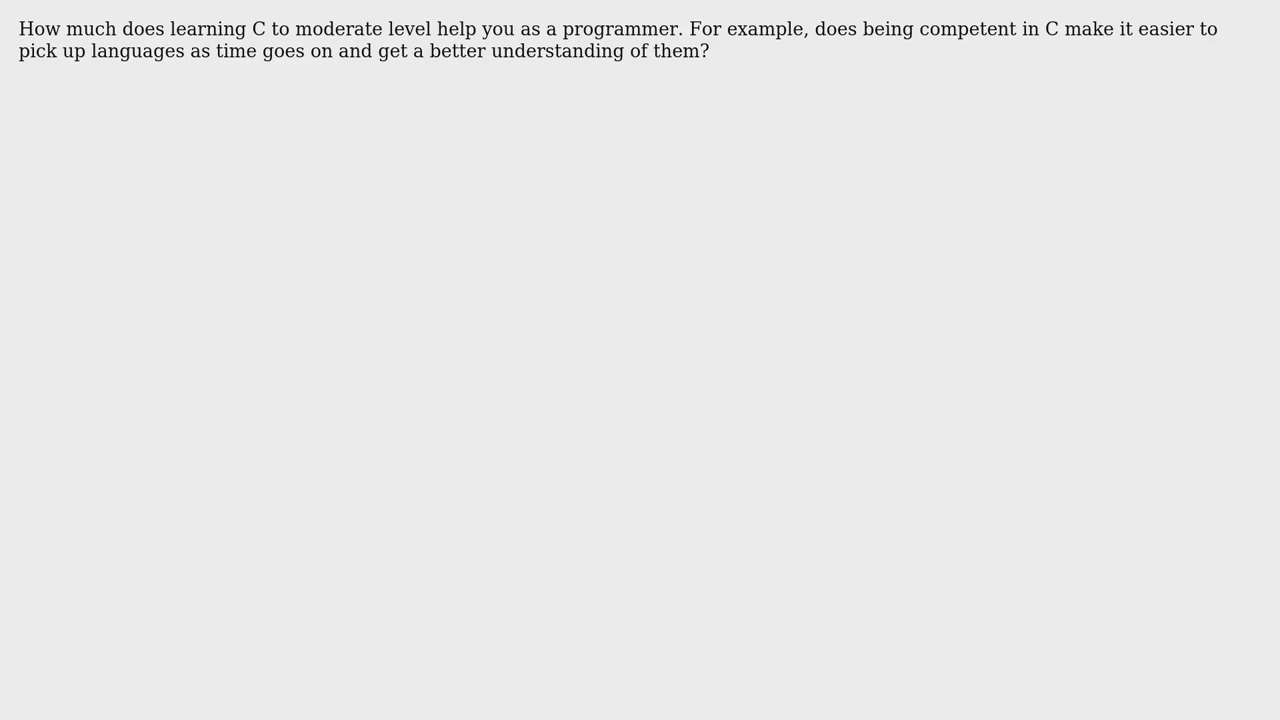 How much does learning C to moderate level help you as a programmer. For example, does being competent in C make it easier to
pick up languages as time goes on and get a better understanding of them?